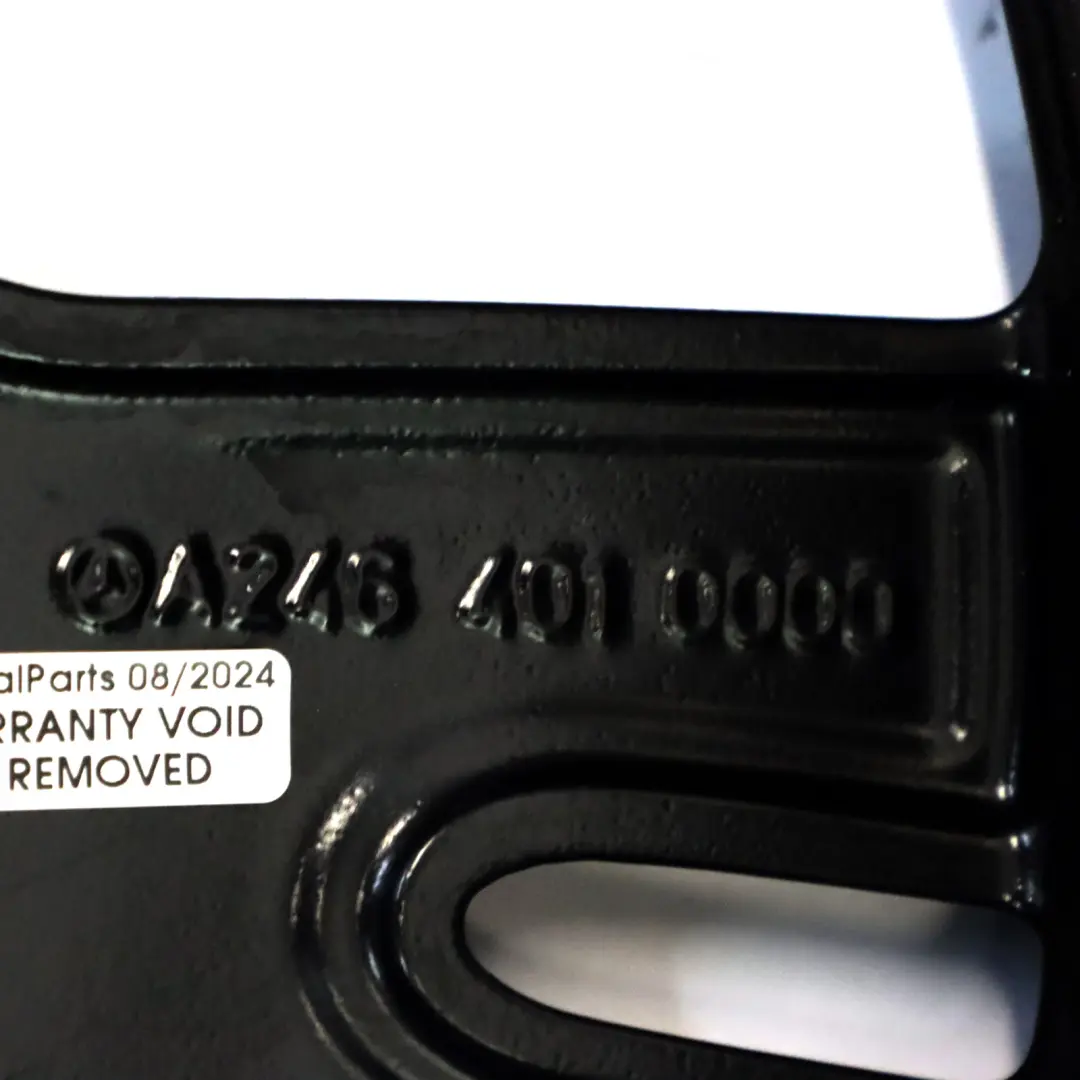 A246 401 0000
alParts 08/2024
RRANTY VOID
REMOVED